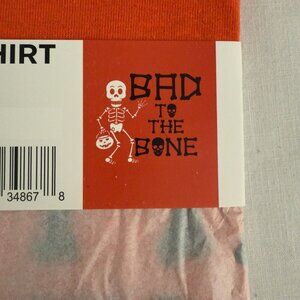 HIRT
BAD
TO
THE
BONE
34867 8